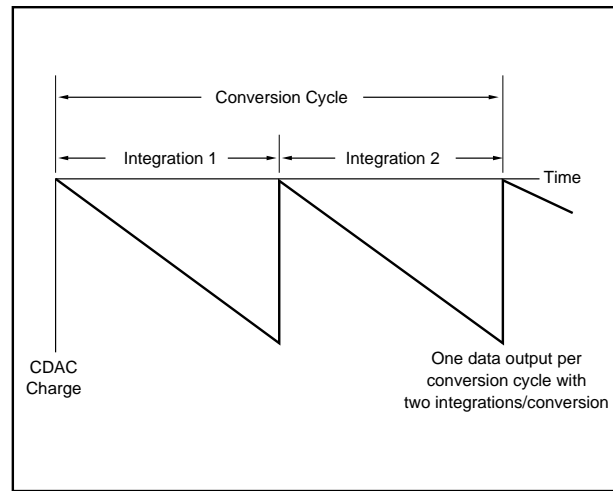 Conversion Cycle
Integration 1
Integration 2
Time
CDAC
Charge
One data output per
conversion cycle with
two integrations/conversion